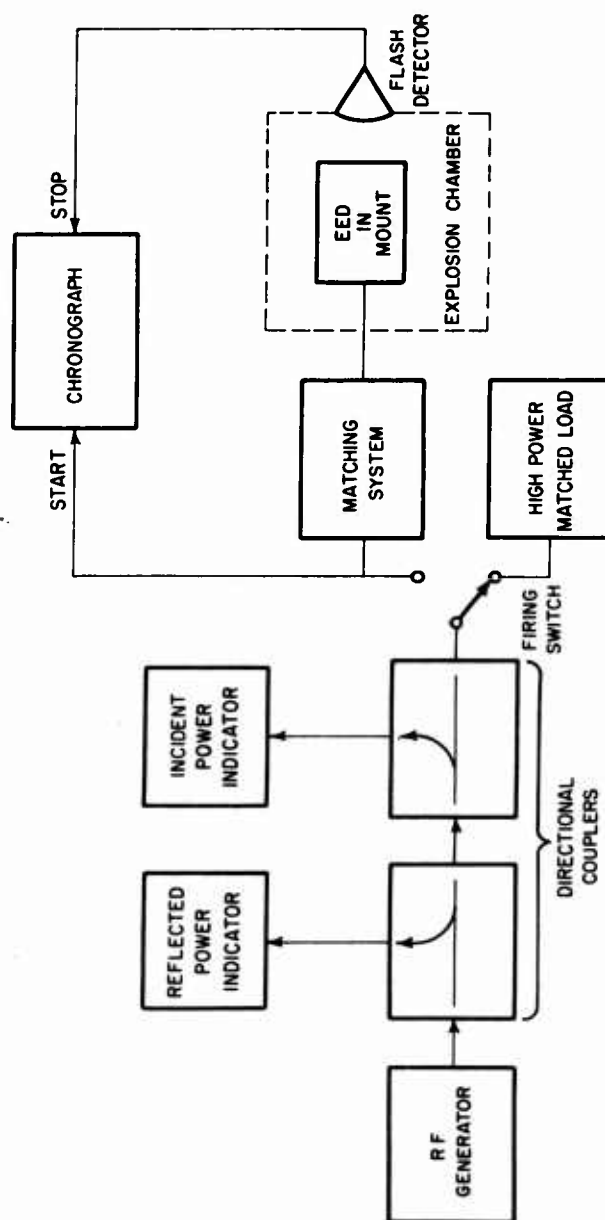 RF
GENERATOR
REFLECTED
POWER
INDICATOR
INCIDENT
POWER
INDICATOR
DIRECTIONAL
COUPLERS
FIRING
SWITCH
START
CHRONOGRAPH
STOP
MATCHING
SYSTEM
HIGH POWER
MATCHED LOAD
EED
IN
MOUNT
EXPLOSION CHAMBER
FLASH
DETECTOR